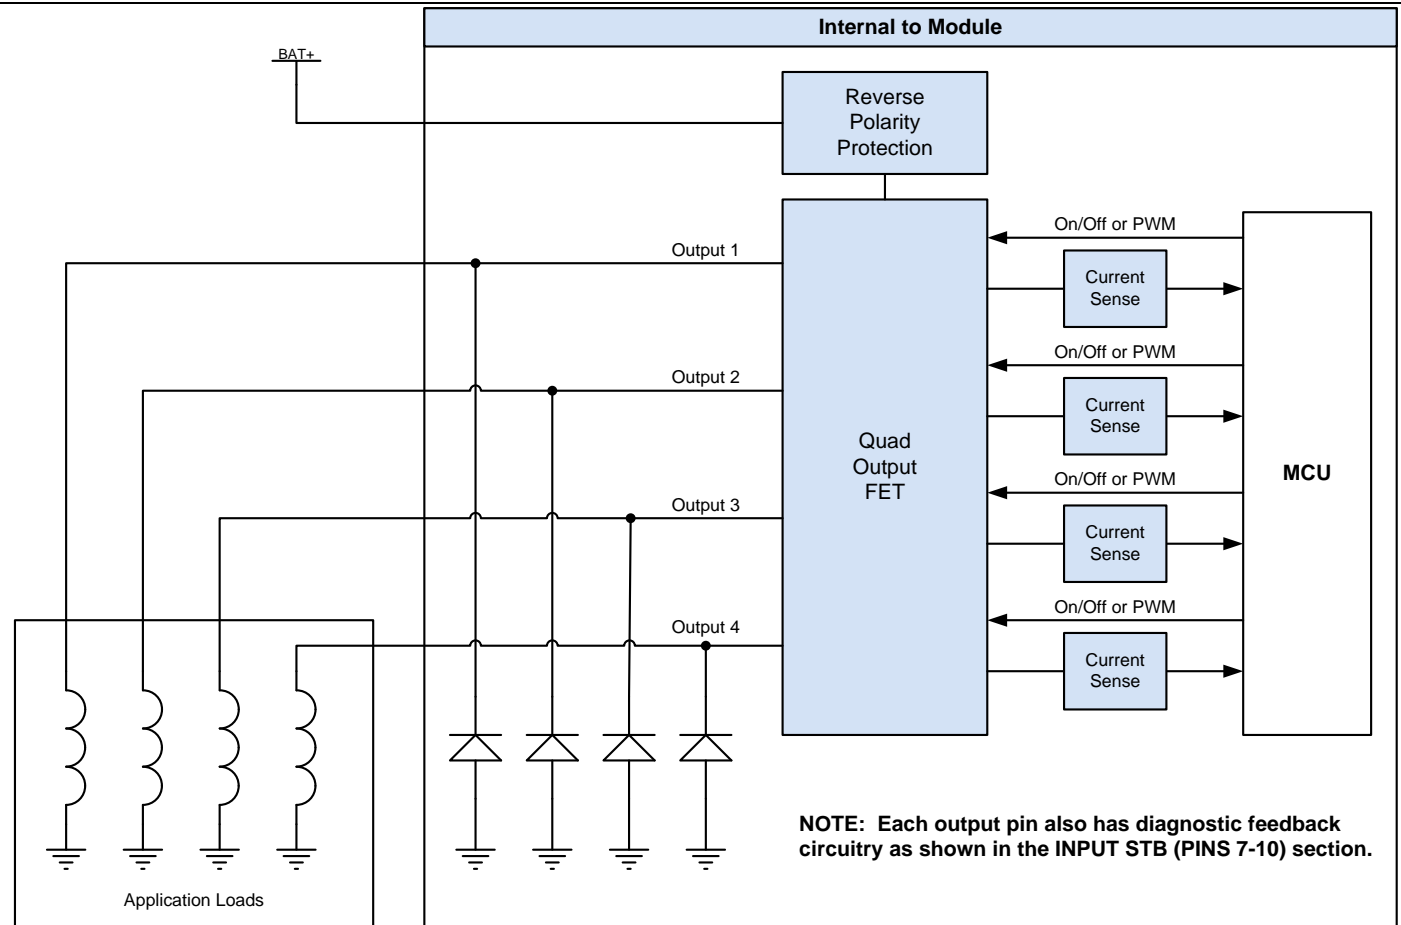 Internal to Module
BAT+
Reverse
Polarity
Protection
Output 1
On/Off or PWM
Current
Sense
Output 2
On/Off or PWM
Current
Sense
Quad
Output
FET
MCU
Output 3
On/Off or PWM
Current
Sense
Output 4
On/Off or PWM
Current
Sense
NOTE:  Each output pin also has diagnostic feedback
circuitry as shown in the INPUT STB (PINS 7-10) section.
Application Loads